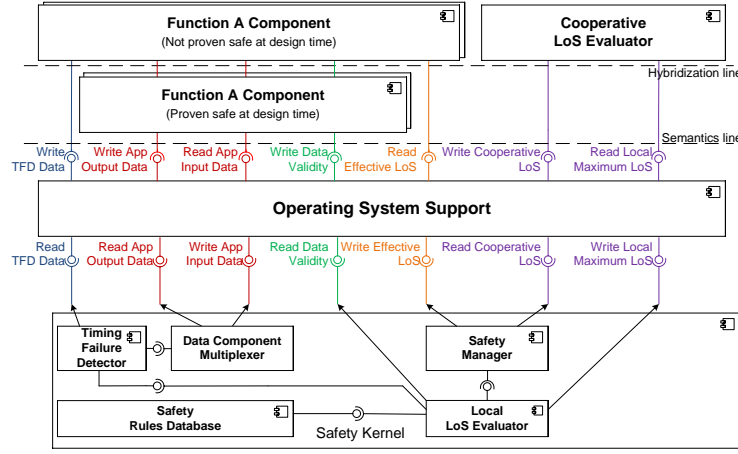 Function A Component
(Not proven safe at design time)
Cooperative
LoS Evaluator
Hybridization line
Function A Component
(Proven safe at design time)
Semantics line
Write
TFD Data
Write App
Output Data
Read App
Input Data
Write Data
Validity
Read
Effective LoS
Write Cooperative
LoS
Read Local
Maximum LoS
Operating System Support
Read
TFD Data
Read App
Output Data
Write App
Input Data
Read Data
Validity
Write Effective
LoS
Read Cooperative
LoS
Write Local
Maximum LoS
Timing
Failure
Detector
Data Component
Multiplexer
Safety
Manager
Safety
Rules Database
Safety Kernel
Local
LoS Evaluator